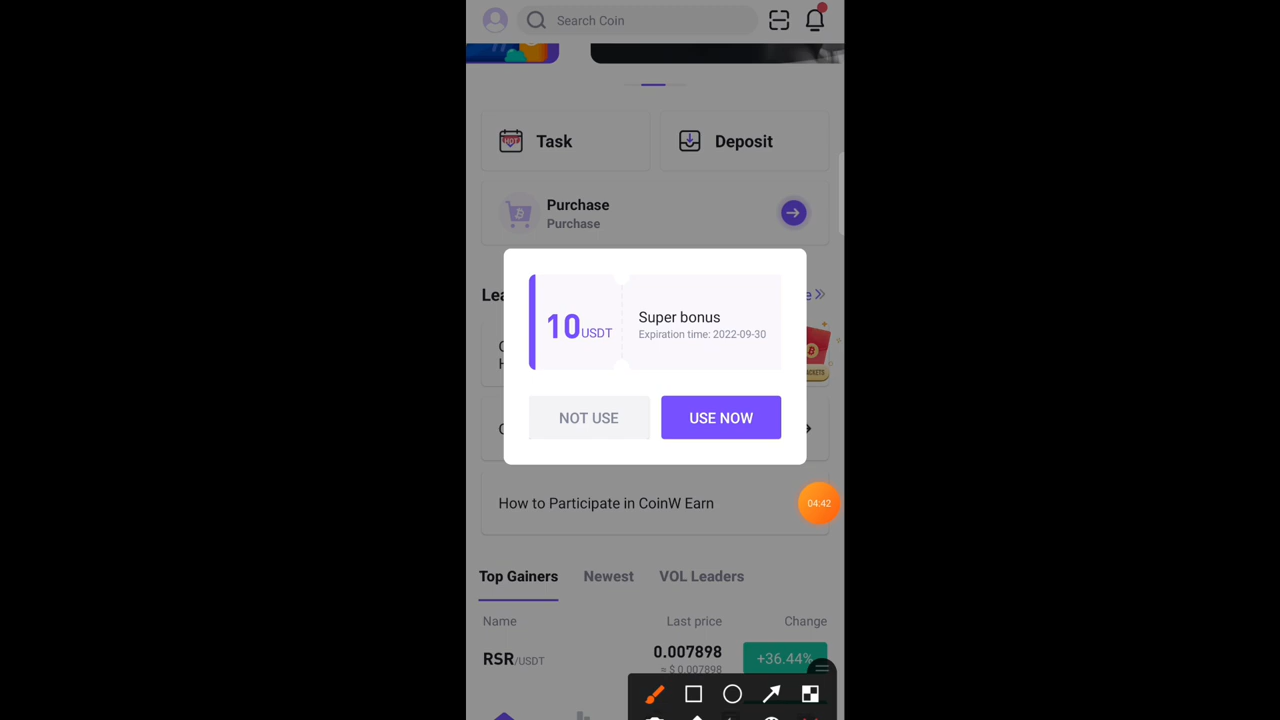 Search Coin
Task
Deposit
Purchase
Purchase
10 USDT
Super bonus
Expiration time: 2022-09-30
NOT USE
USE NOW
How to Participate in CoinW Earn
04:42
Top Gainers
Newest
VOL Leaders
Name
Last price
Change
RSR/USDT
0.007898
+36.44%
≈ $ 0.007898